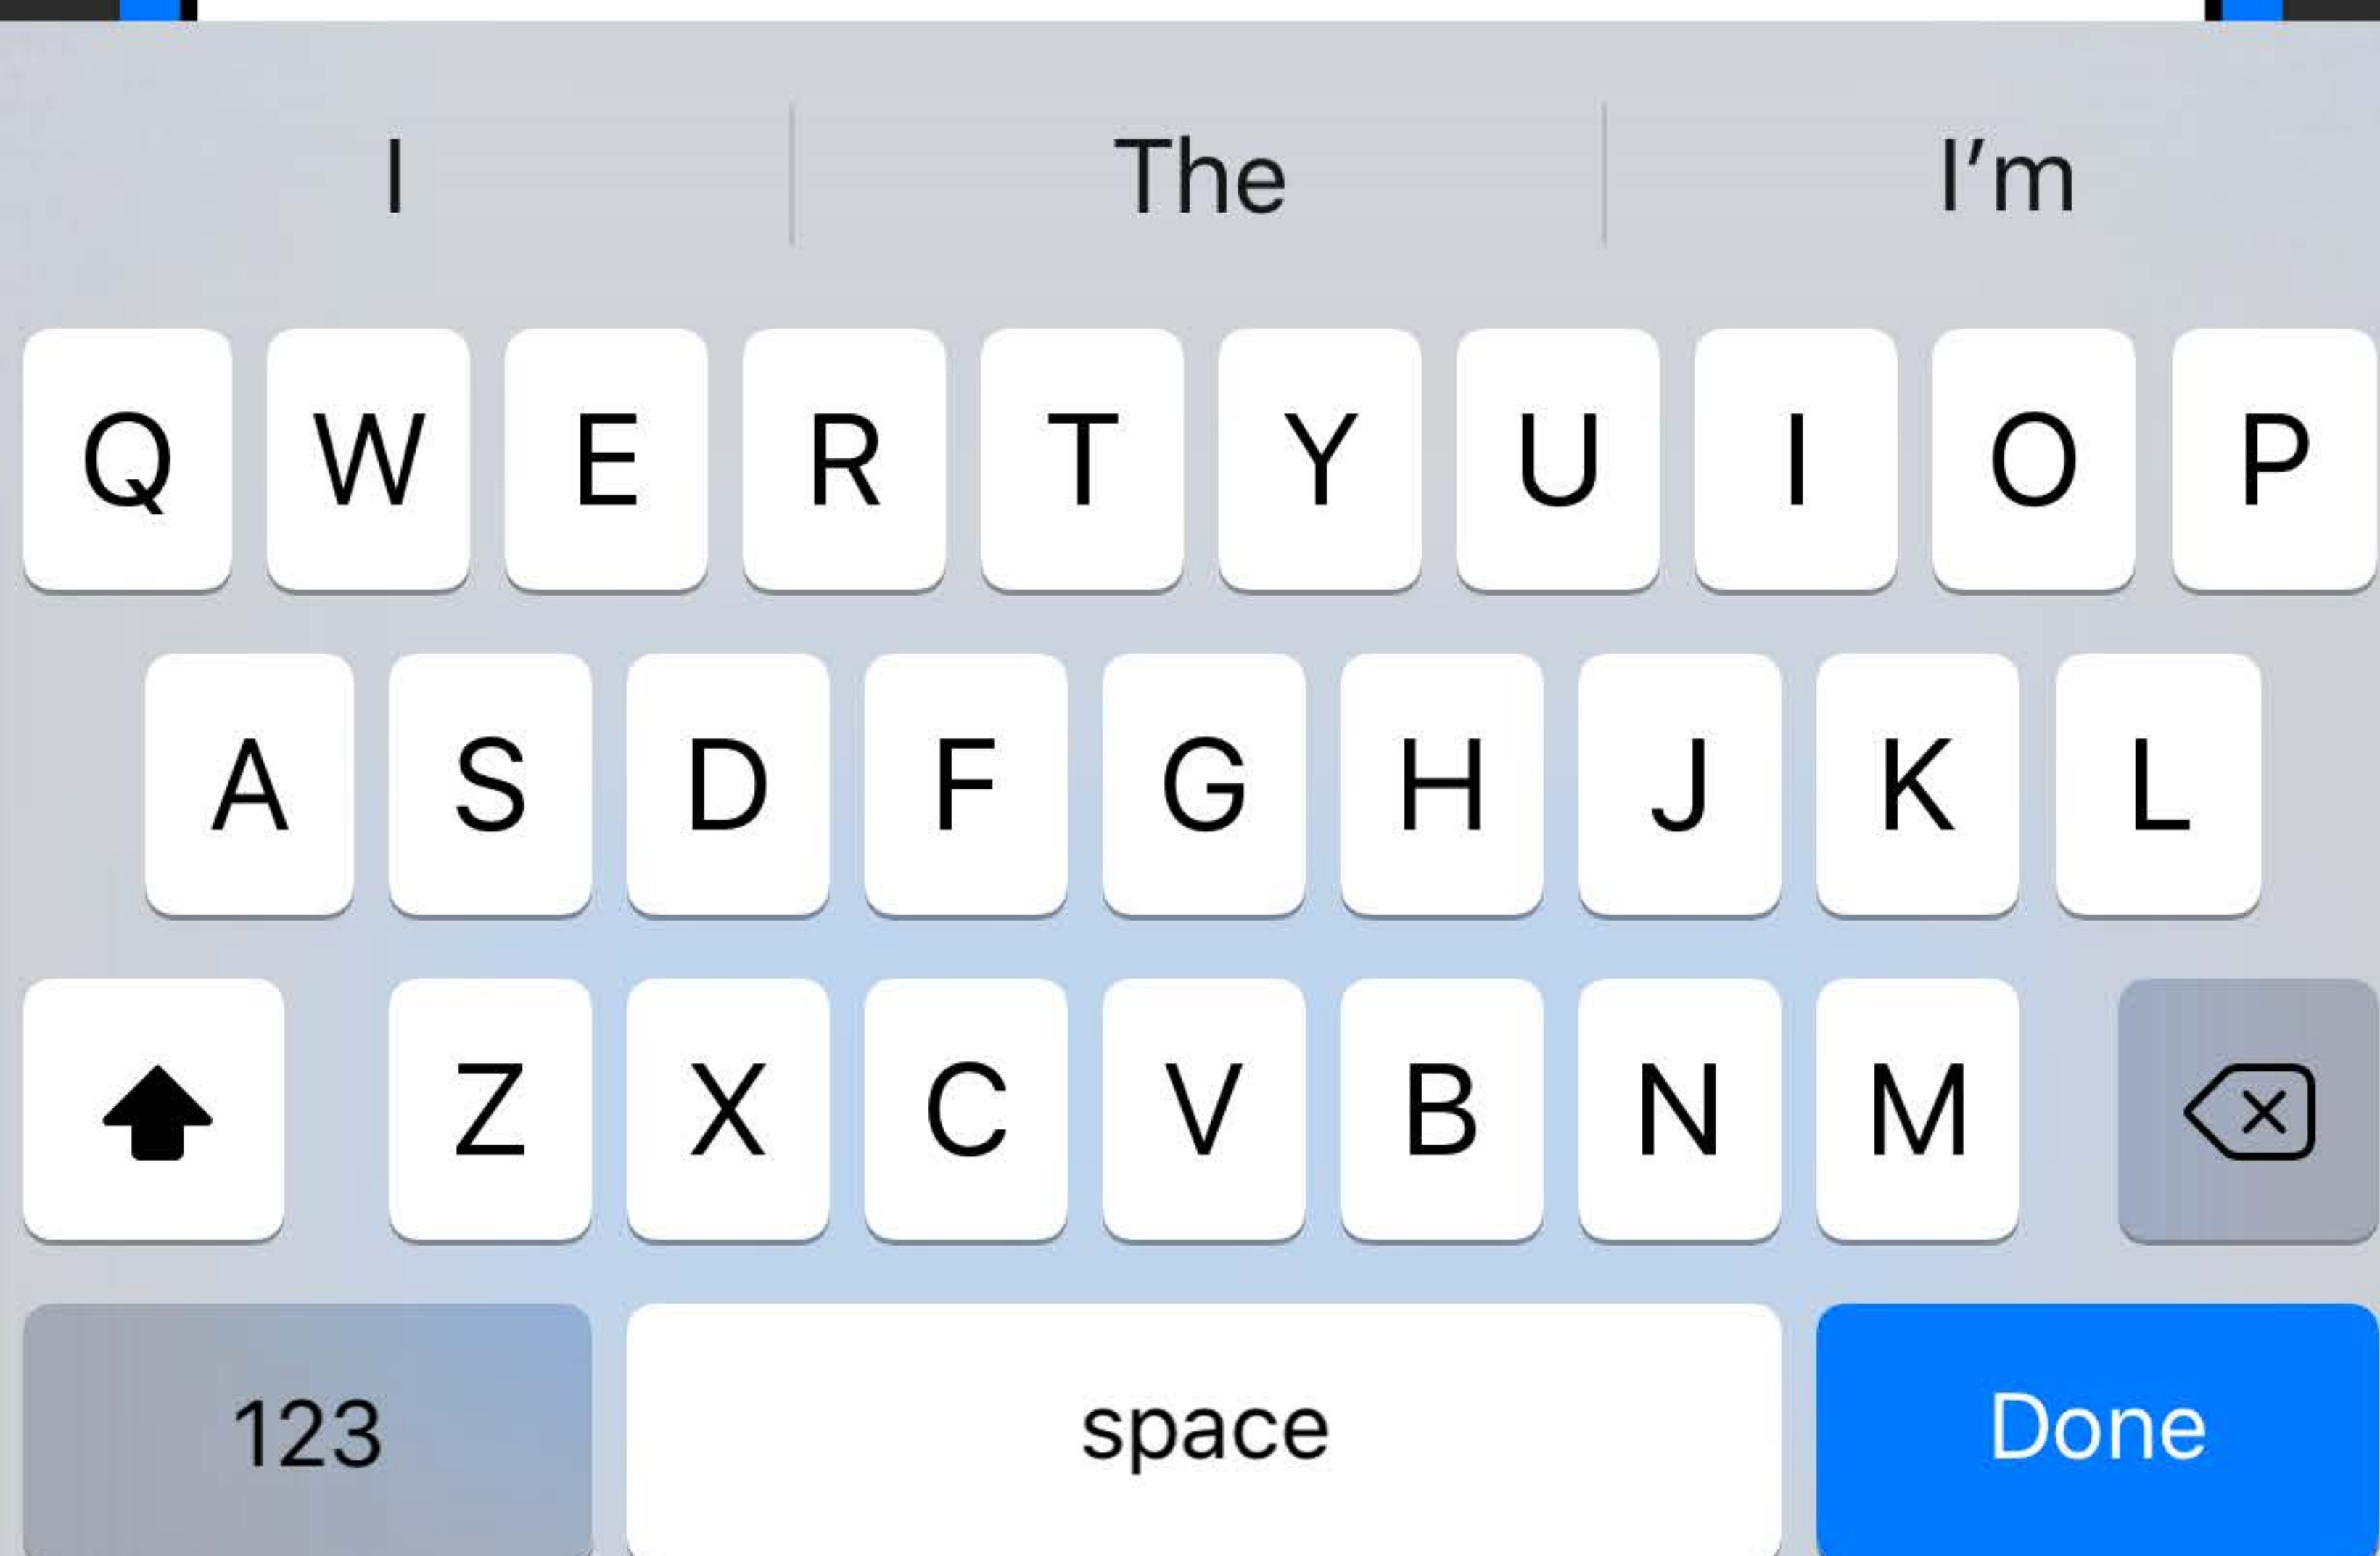 I The I’m
Q W E R T Y U I O P
A S D F G H J K L
Z X C V B N M
123 space Done